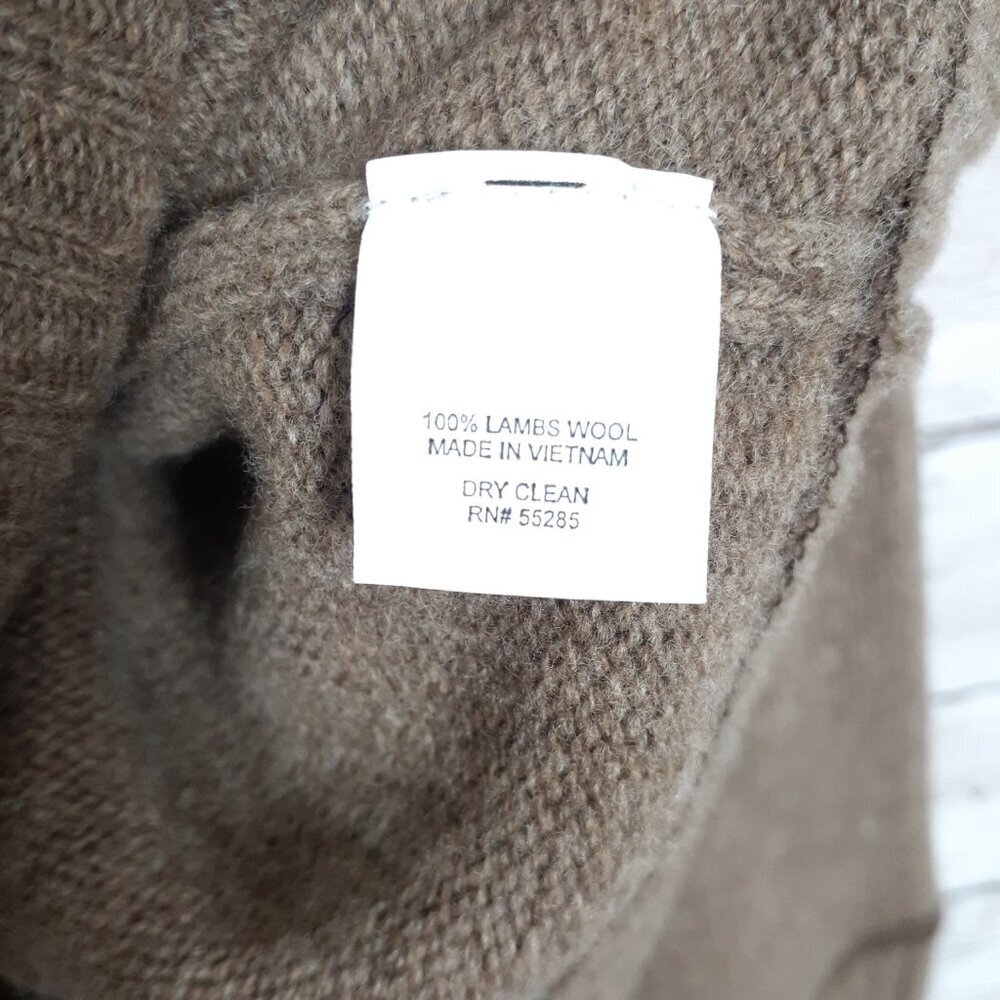 100% LAMBS WOOL
MADE IN VIETNAM
DRY CLEAN
RN# 55285